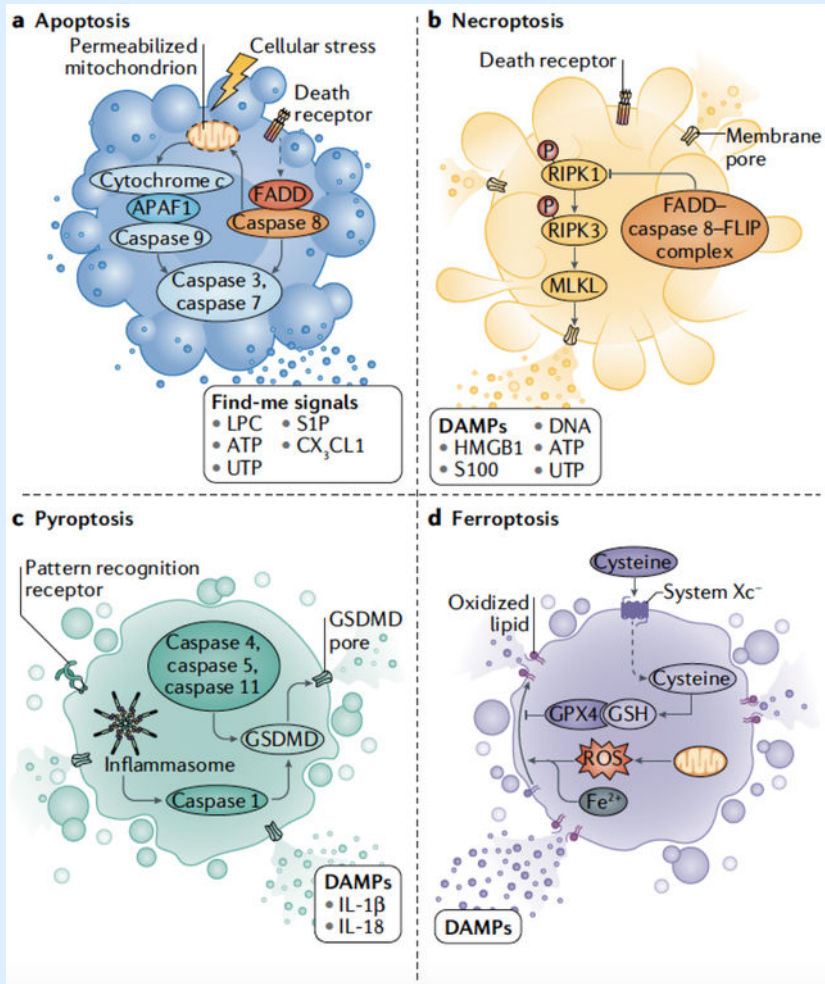 a Apoptosis
Permeabilized
mitochondrion
Cellular stress
Death
receptor
Cytochrome c
APAF1
Caspase 9
FADD
Caspase 8
Caspase 3,
caspase 7
Find-me signals
• LPC • S1P
• ATP • CX₃CL1
• UTP
b Necroptosis
Death receptor
Membrane
pore
P
RIPK1
P
RIPK3
MLKL
FADD–
caspase 8–FLIP
complex
DAMPs • DNA
• HMGB1 • ATP
• S100 • UTP
c Pyroptosis
Pattern recognition
receptor
GSDMD
pore
Caspase 4,
caspase 5,
caspase 11
GSDMD
Inflammasome
Caspase 1
DAMPs
• IL-1β
• IL-18
d Ferroptosis
Cysteine
System Xc⁻
Oxidized
lipid
Cysteine
GPX4 GSH
ROS
Fe²⁺
DAMPs